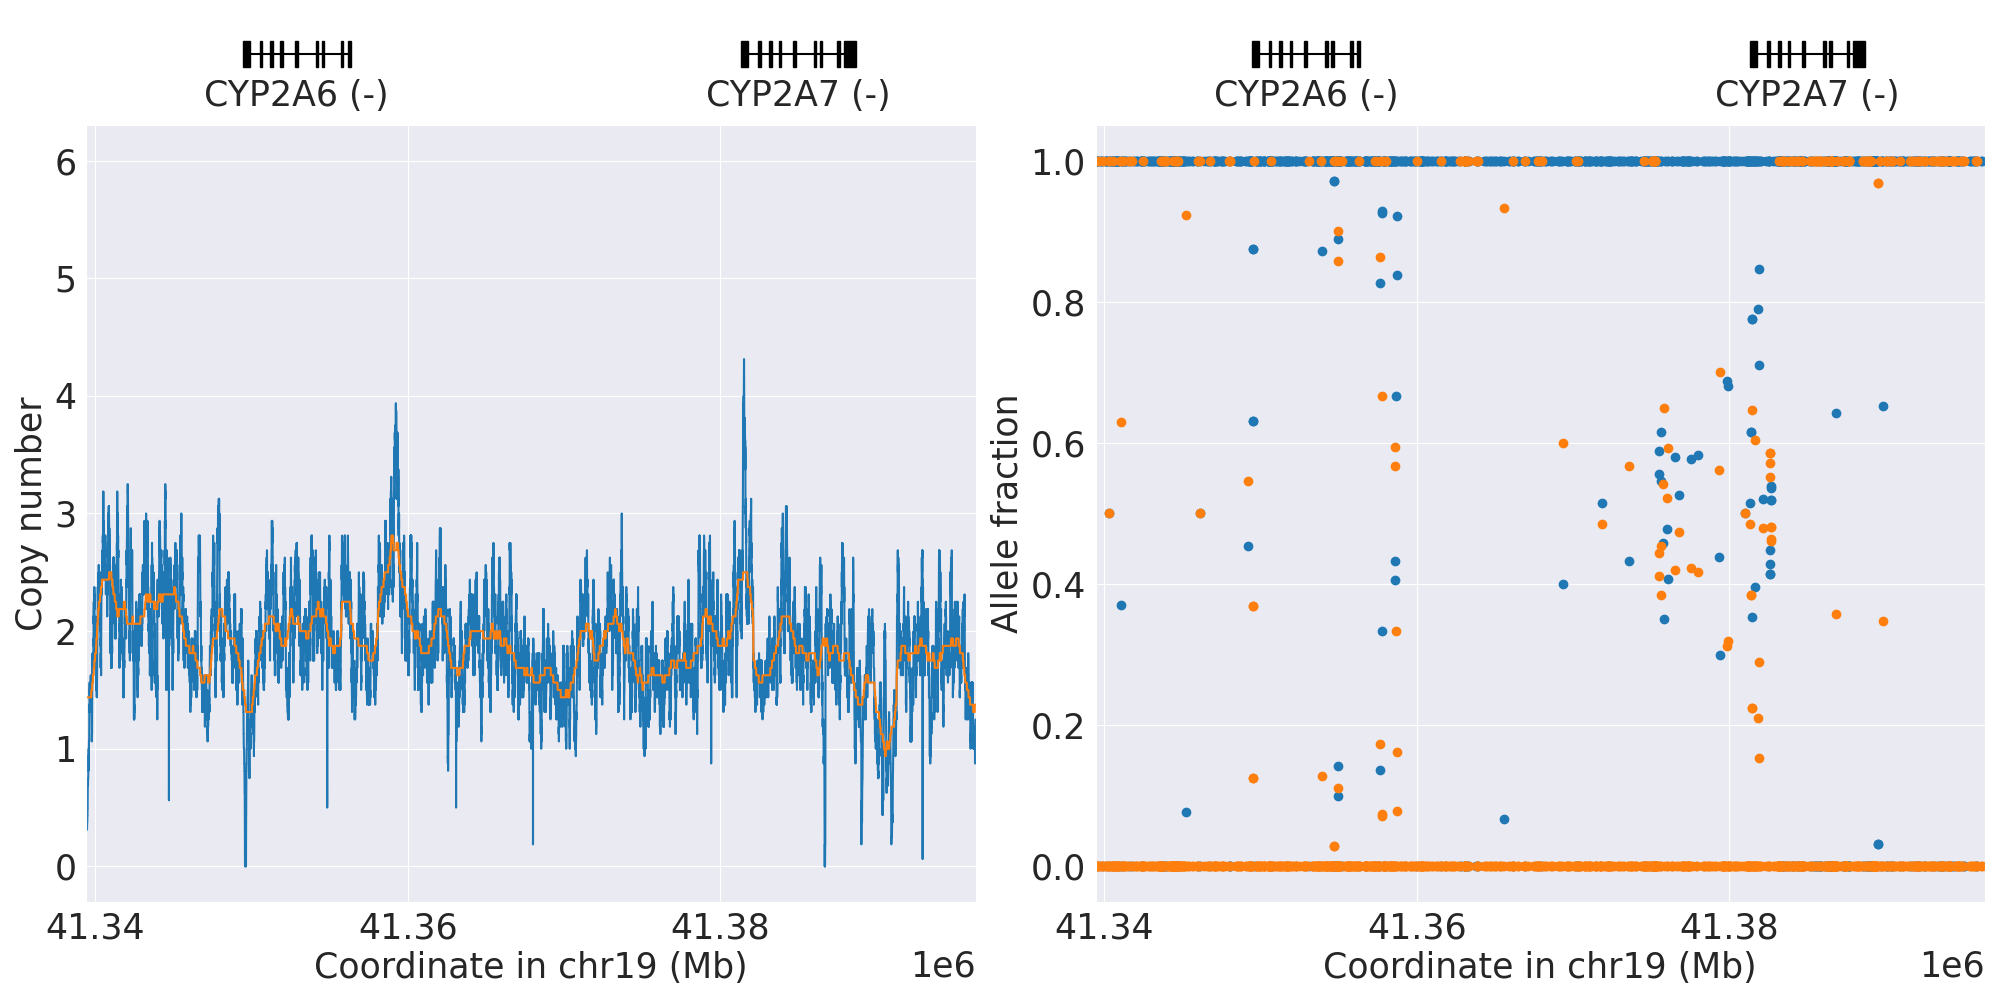 CYP2A6 (-)
CYP2A7 (-)
Copy number
6
5
4
3
2
1
0
41.34
41.36
41.38
Coordinate in chr19 (Mb)
1e6
CYP2A6 (-)
CYP2A7 (-)
Allele fraction
1.0
0.8
0.6
0.4
0.2
0.0
41.34
41.36
41.38
Coordinate in chr19 (Mb)
1e6